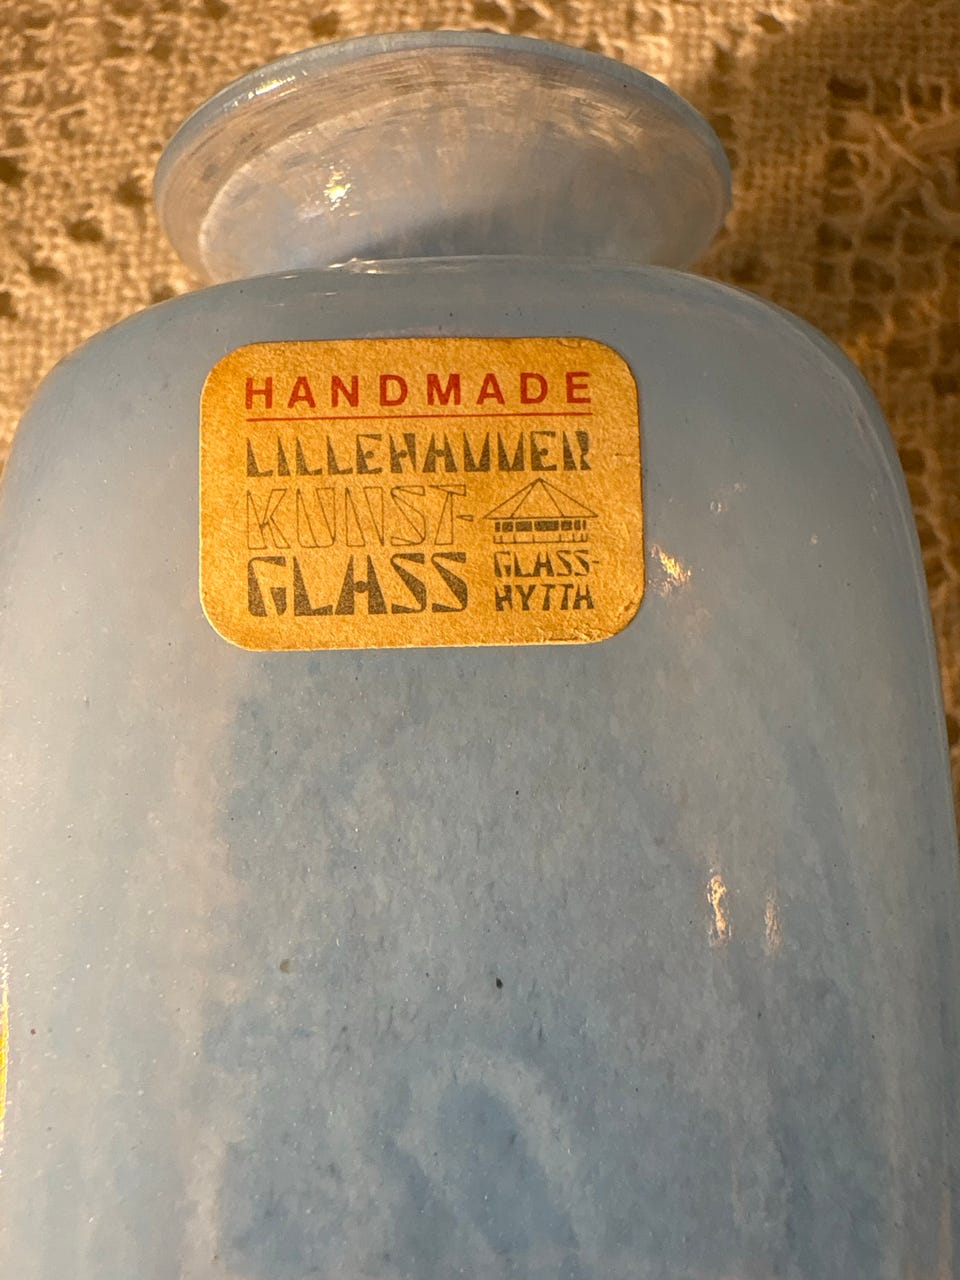 HANDMADE
LILLEHAMMER
KUNST-
GLASS
GLASS-
HYTTA